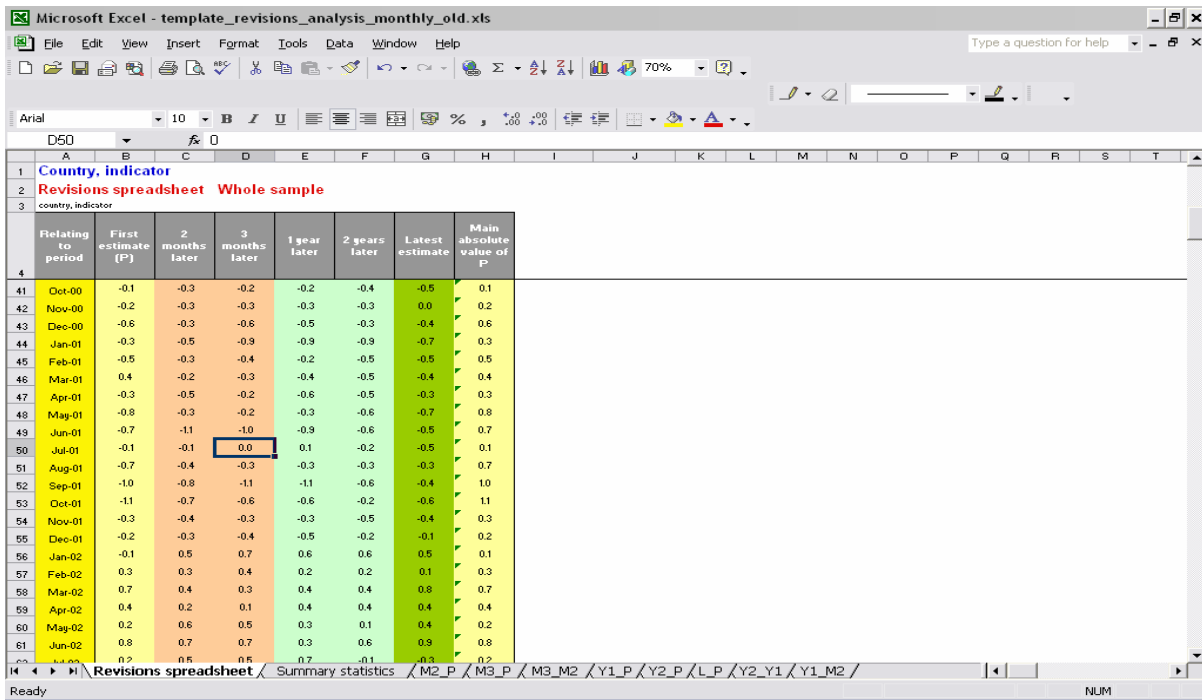 Microsoft Excel - template_revisions_analysis_monthly_old.xls
File Edit View Insert Format Tools Data Window Help Type a question for help
70%
Arial 10 B I U
D50 fx 0
A B C D E F G H I J K L M N O P Q R S T
1 Country, indicator
2 Revisions spreadsheet Whole sample
3 country, indicator
4 Relating to period First estimate (P) 2 months later 3 months later 1 year later 2 years later Latest estimate Main absolute value of P
41 Oct-00 -0.1 -0.3 -0.2 -0.2 -0.4 -0.5 0.1
42 Nov-00 -0.2 -0.3 -0.3 -0.3 -0.3 0.0 0.2
43 Dec-00 -0.6 -0.3 -0.6 -0.5 -0.3 -0.4 0.6
44 Jan-01 -0.3 -0.5 -0.9 -0.9 -0.9 -0.7 0.3
45 Feb-01 -0.5 -0.3 -0.4 -0.2 -0.5 -0.5 0.5
46 Mar-01 0.4 -0.2 -0.3 -0.4 -0.5 -0.4 0.4
47 Apr-01 -0.3 -0.5 -0.2 -0.6 -0.5 -0.3 0.3
48 May-01 -0.8 -0.3 -0.2 -0.3 -0.6 -0.7 0.8
49 Jun-01 -0.7 -1.1 -1.0 -0.9 -0.6 -0.5 0.7
50 Jul-01 -0.1 -0.1 0.0 0.1 -0.2 -0.5 0.1
51 Aug-01 -0.7 -0.4 -0.3 -0.3 -0.3 -0.3 0.7
52 Sep-01 -1.0 -0.8 -1.1 -1.1 -0.6 -0.4 1.0
53 Oct-01 -1.1 -0.7 -0.6 -0.6 -0.2 -0.6 1.1
54 Nov-01 -0.3 -0.4 -0.3 -0.3 -0.5 -0.4 0.3
55 Dec-01 -0.2 -0.3 -0.4 -0.5 -0.2 -0.1 0.2
56 Jan-02 -0.1 0.5 0.7 0.6 0.6 0.5 0.1
57 Feb-02 0.3 0.3 0.4 0.2 0.2 0.1 0.3
58 Mar-02 0.7 0.4 0.3 0.4 0.4 0.8 0.7
59 Apr-02 0.4 0.2 0.1 0.4 0.4 0.4 0.4
60 May-02 0.2 0.6 0.5 0.3 0.1 0.4 0.2
61 Jun-02 0.8 0.7 0.7 0.3 0.6 0.9 0.8
62 Jul-02 0.2 0.5 0.5 0.7 -0.1 -0.3 0.2
Revisions spreadsheet / Summary statistics / M2_P / M3_P / M3_M2 / Y1_P / Y2_P / L_P / Y2_Y1 / Y1_M2 /
Ready NUM